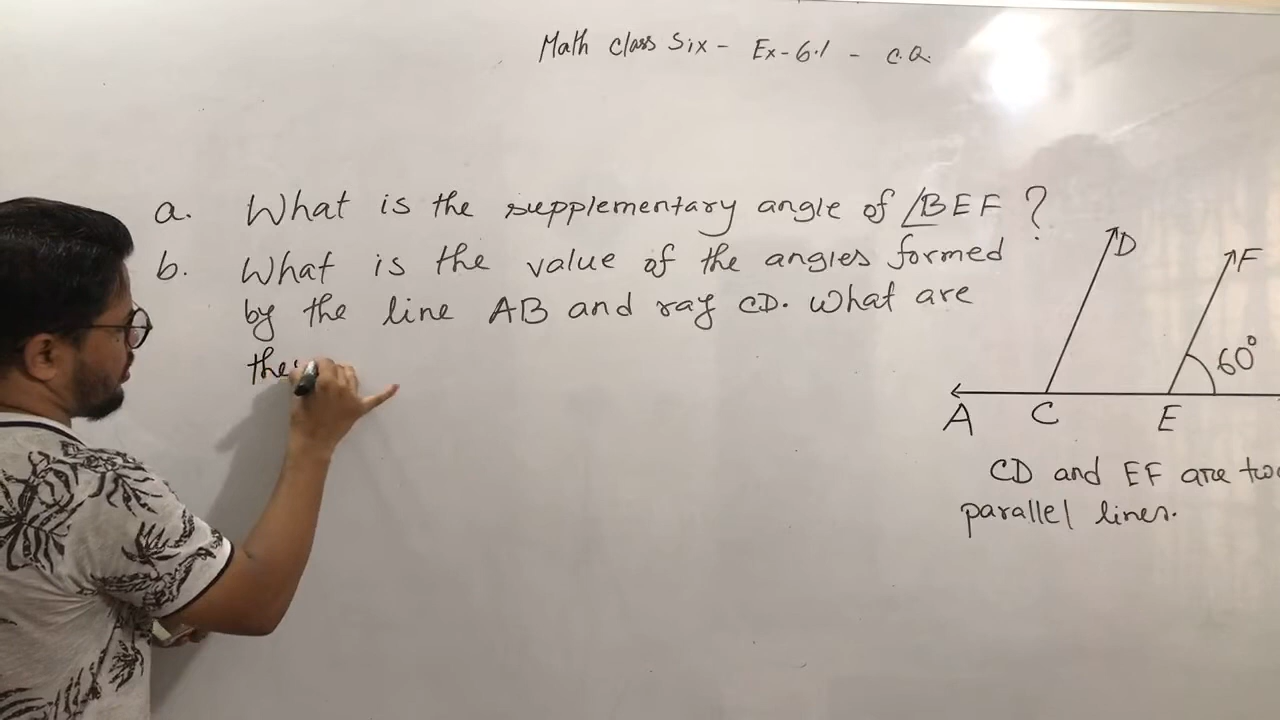 Math Class Six - Ex-6.1 - C.Q.
a. What is the supplementary angle of ∠BEF ?
b. What is the value of the angles formed
by the line AB and ray CD. What are
the
D
F
60°
A C E
CD and EF are two
parallel lines.